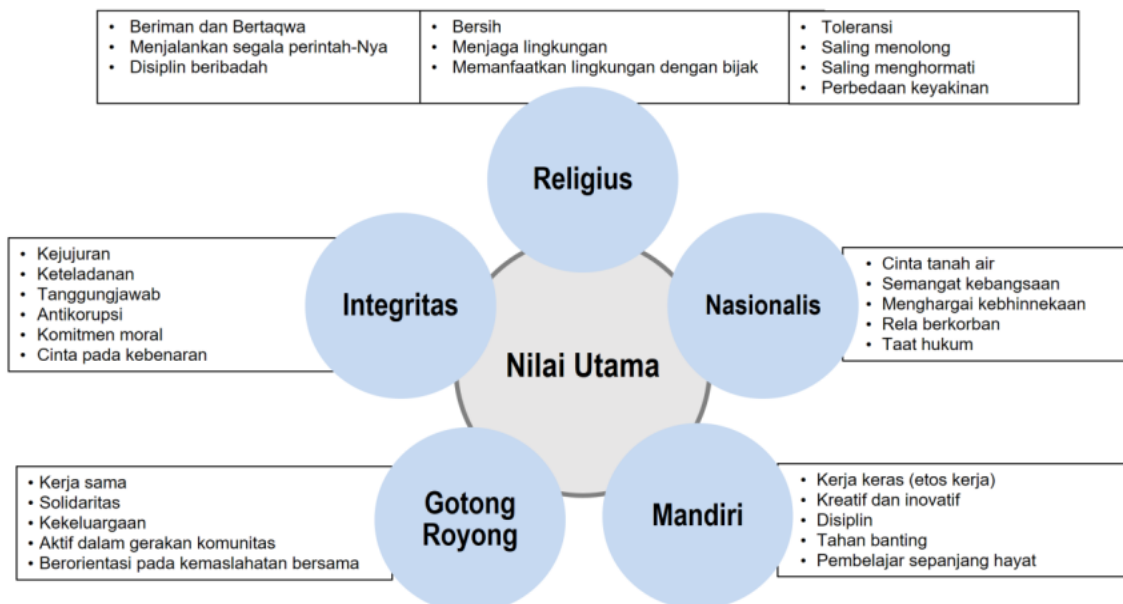 • Beriman dan Bertaqwa
• Menjalankan segala perintah-Nya
• Disiplin beribadah
• Bersih
• Menjaga lingkungan
• Memanfaatkan lingkungan dengan bijak
• Toleransi
• Saling menolong
• Saling menghormati
• Perbedaan keyakinan
Religius
• Kejujuran
• Keteladanan
• Tanggungjawab
• Antikorupsi
• Komitmen moral
• Cinta pada kebenaran
Integritas
Nasionalis
• Cinta tanah air
• Semangat kebangsaan
• Menghargai kebhinnekaan
• Rela berkorban
• Taat hukum
Nilai Utama
• Kerja sama
• Solidaritas
• Kekeluargaan
• Aktif dalam gerakan komunitas
• Berorientasi pada kemaslahatan bersama
Gotong
Royong
Mandiri
• Kerja keras (etos kerja)
• Kreatif dan inovatif
• Disiplin
• Tahan banting
• Pembelajar sepanjang hayat